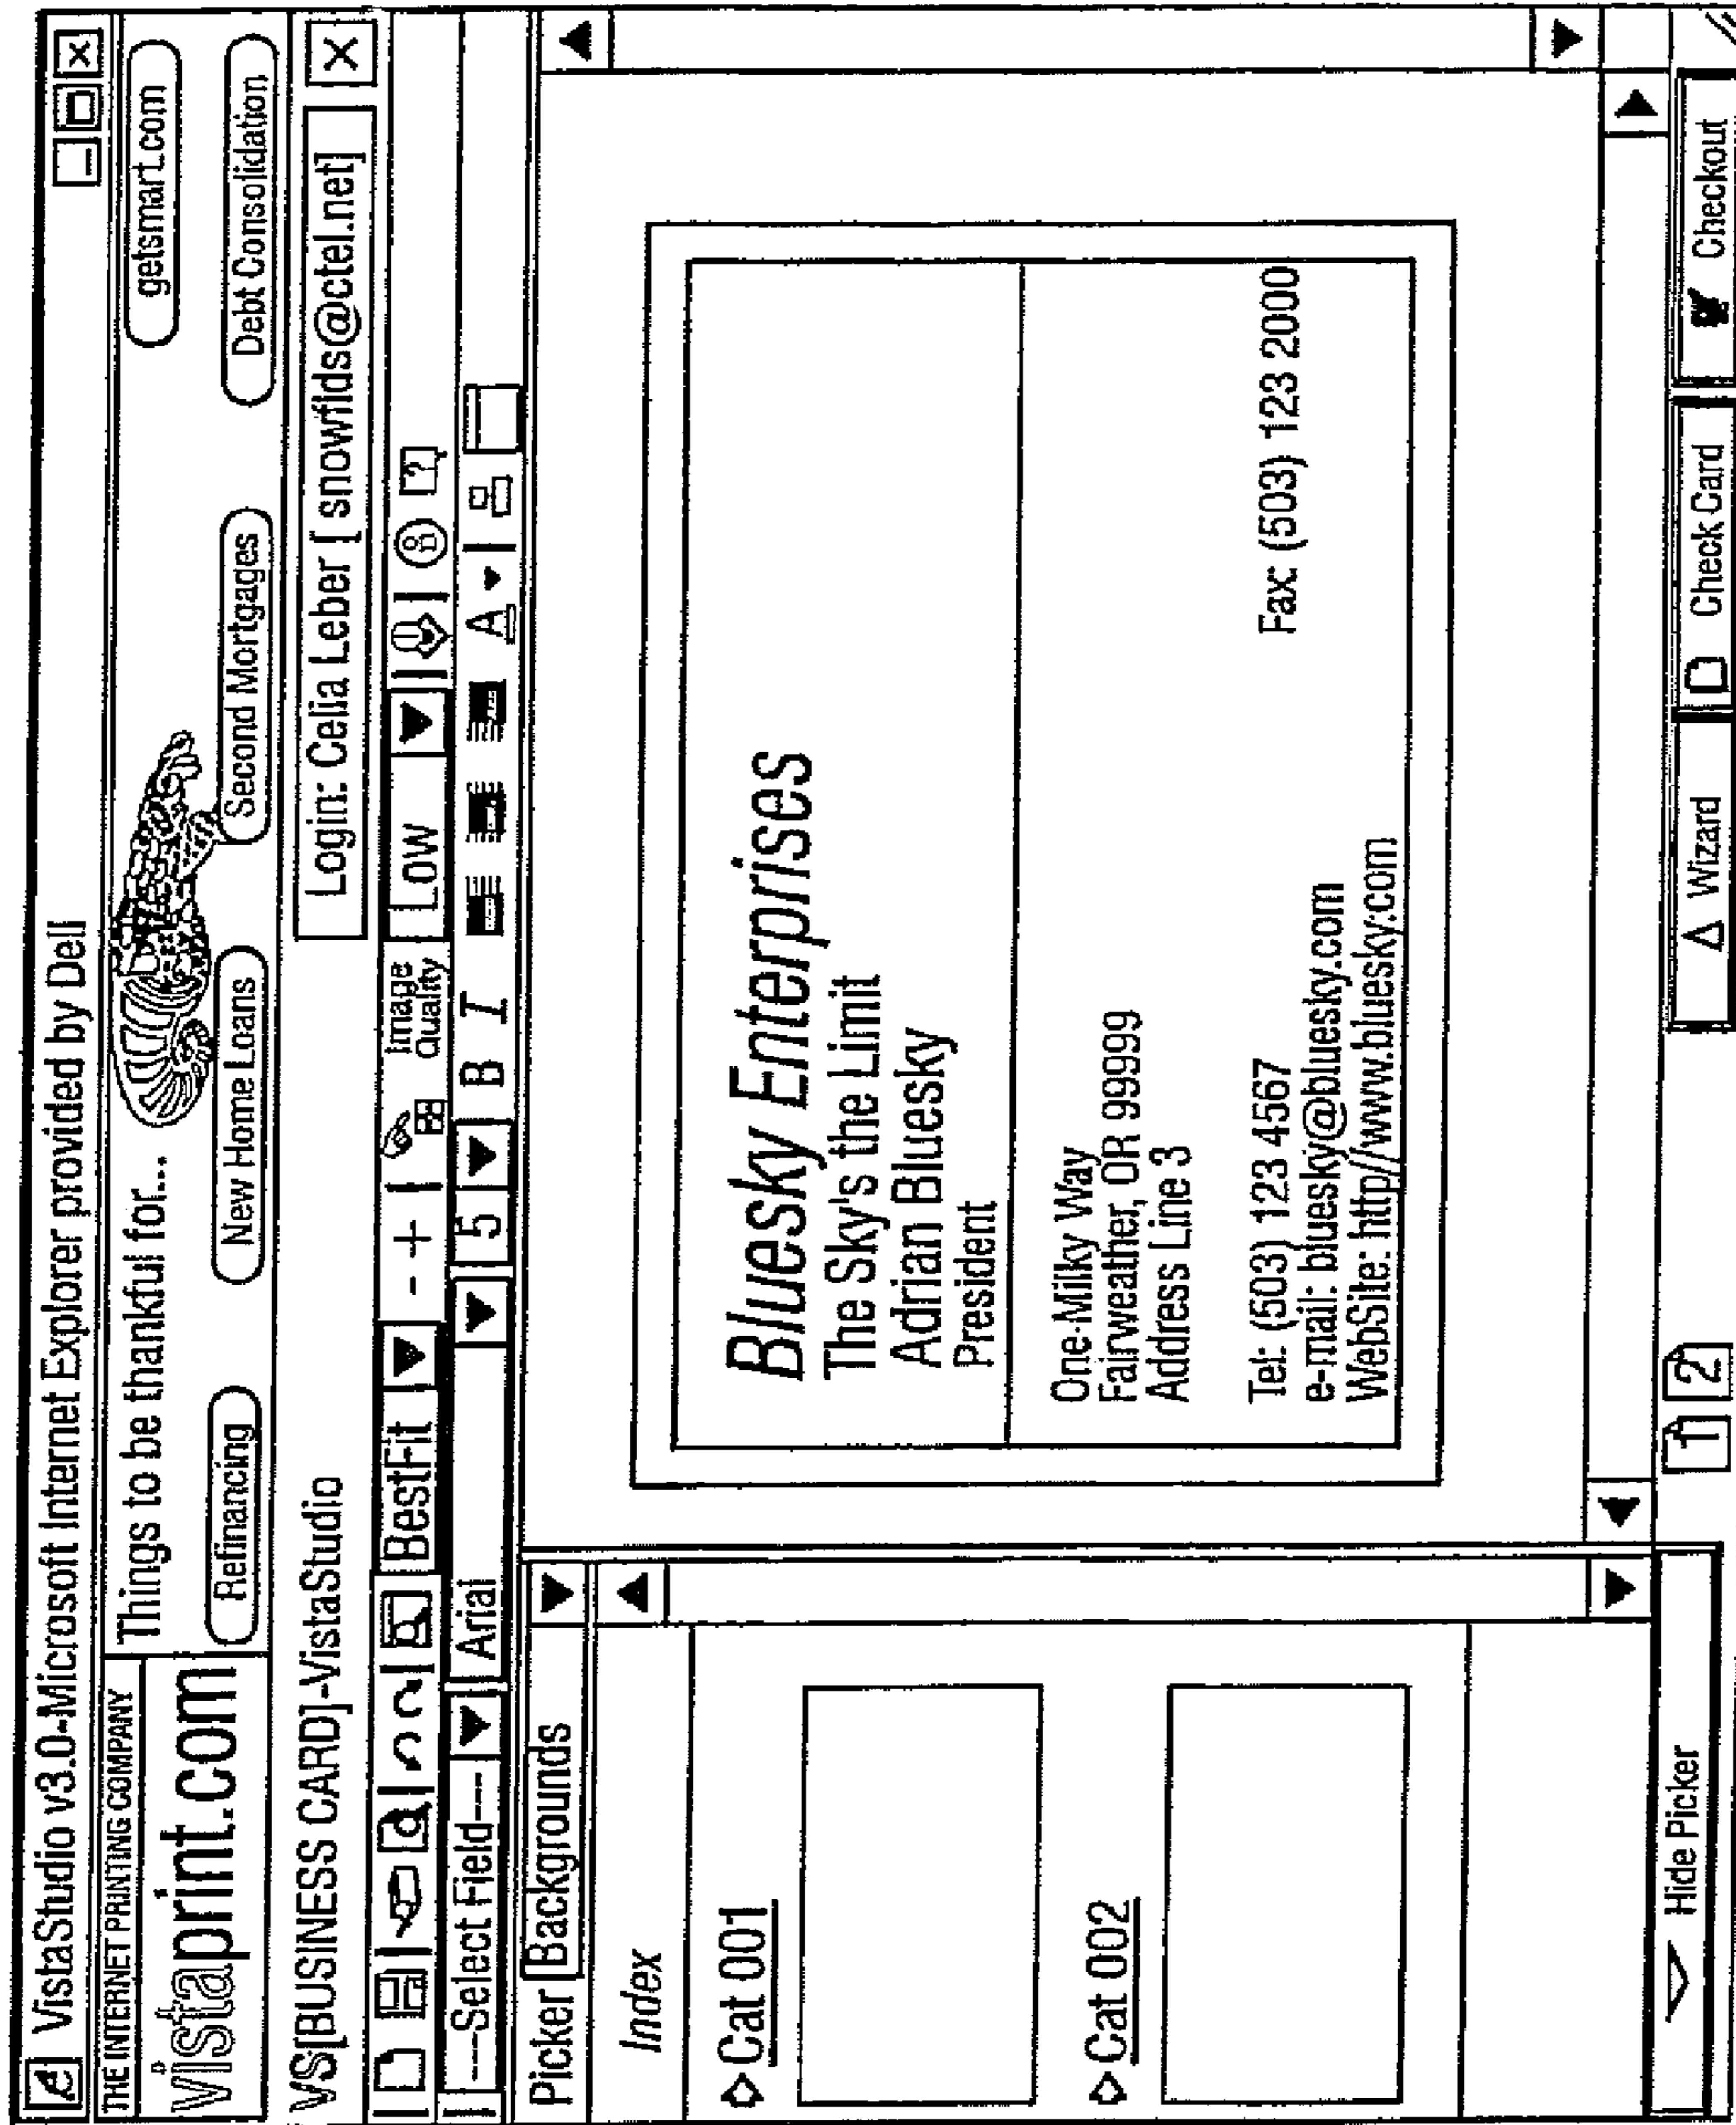 VistaStudio v3.0-Microsoft Internet Explorer provided by Dell
THE INTERNET PRINTING COMPANY
vistaprint.com
Things to be thankful for...
getsmart.com
Refinancing
New Home Loans
Second Mortgages
Debt Consolidation
VS[BUSINESS CARD]-VistaStudio
Login: Celia Leber [ snowflds@ctel.net]
BestFit
- +
Image
Quality
Low
----Select Field---
Arial
5
B I
A
Picker
Backgrounds
Index
Cat 001
Cat 002
Bluesky Enterprises
The Sky's the Limit
Adrian Bluesky
President
One-Milky Way
Fairweather, OR 99999
Address Line 3
Tel: (503) 123 4567
Fax: (503) 123 2000
e-mail: bluesky@bluesky.com
WebSite: http//www.bluesky.com
Hide Picker
1 2
Wizard
Check Card
Checkout